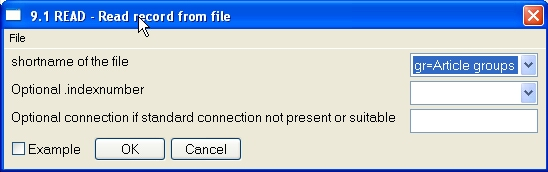 9.1 READ - Read record from file
File
shortname of the file
gr=Article groups
Optional .indexnumber
Optional connection if standard connection not present or suitable
Example
OK
Cancel